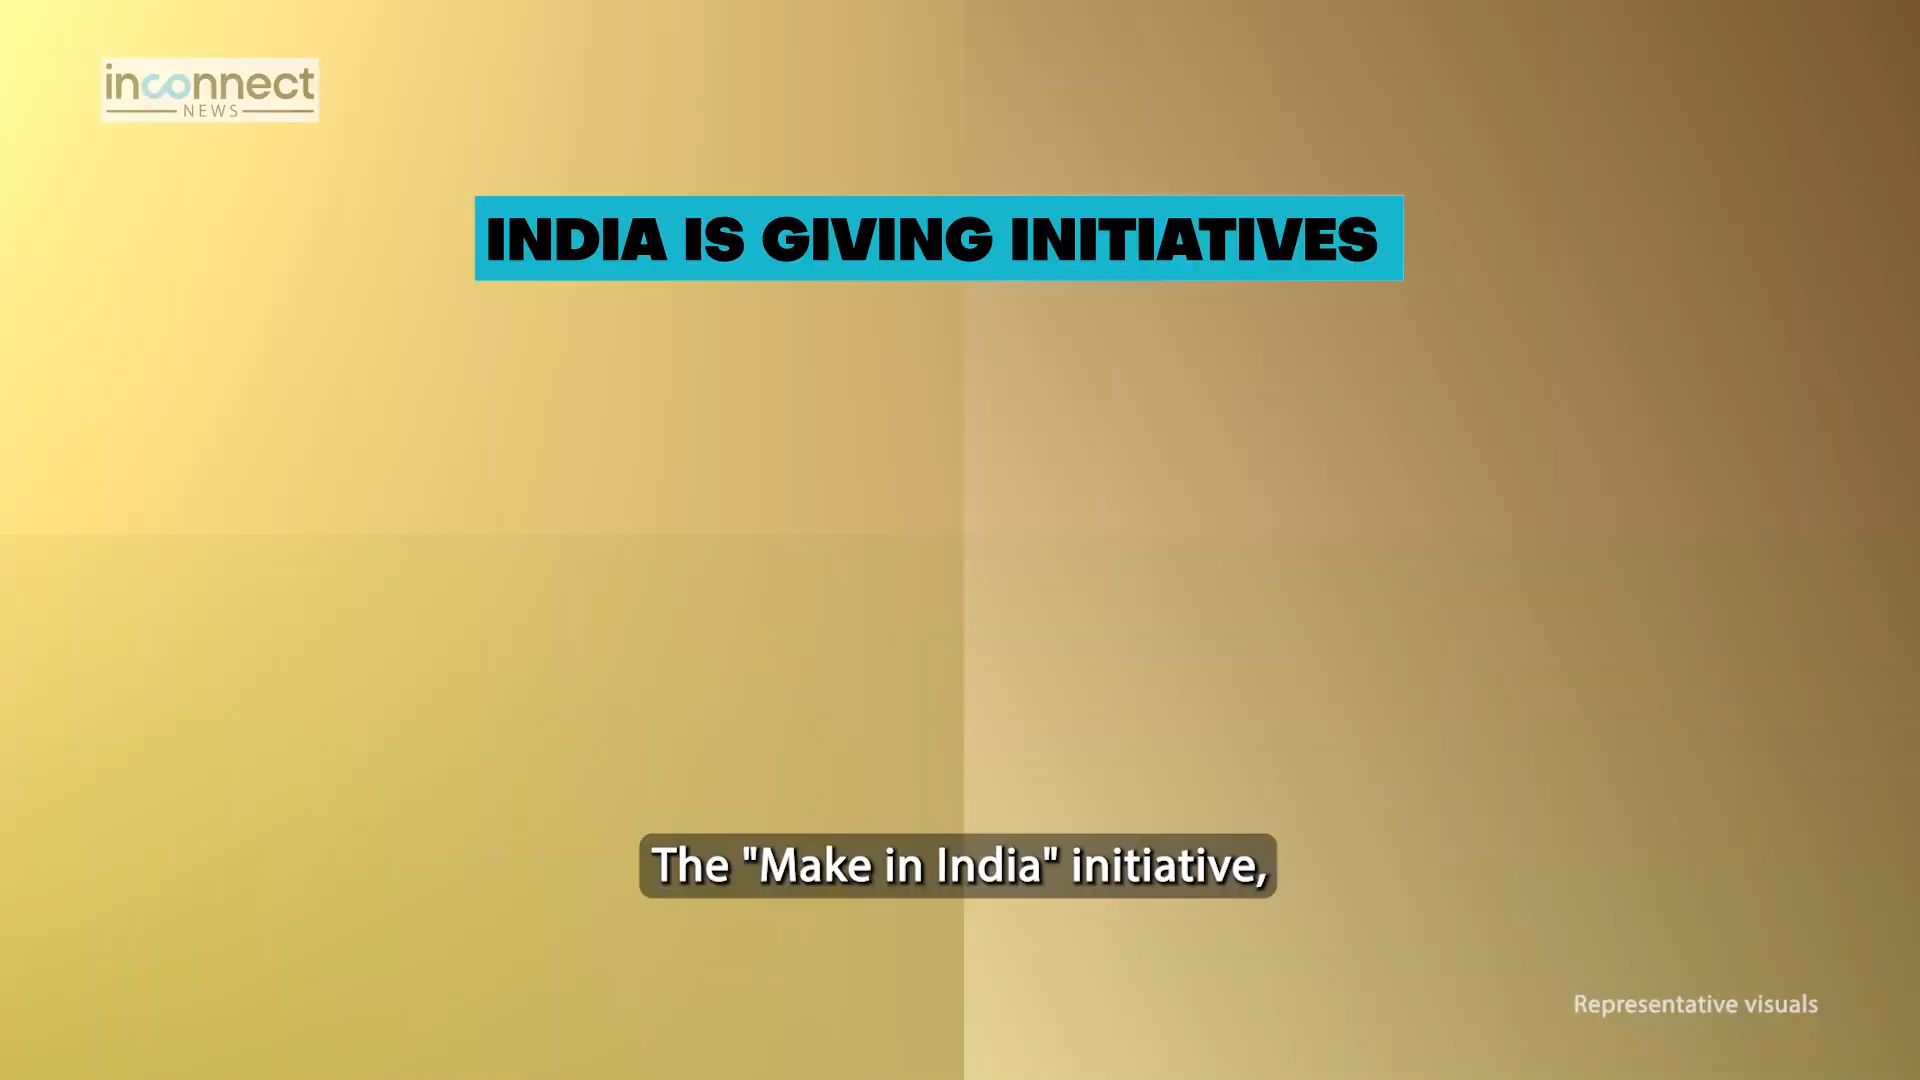 inconnect
NEWS
INDIA IS GIVING INITIATIVES
The "Make in India" initiative,
Representative visuals